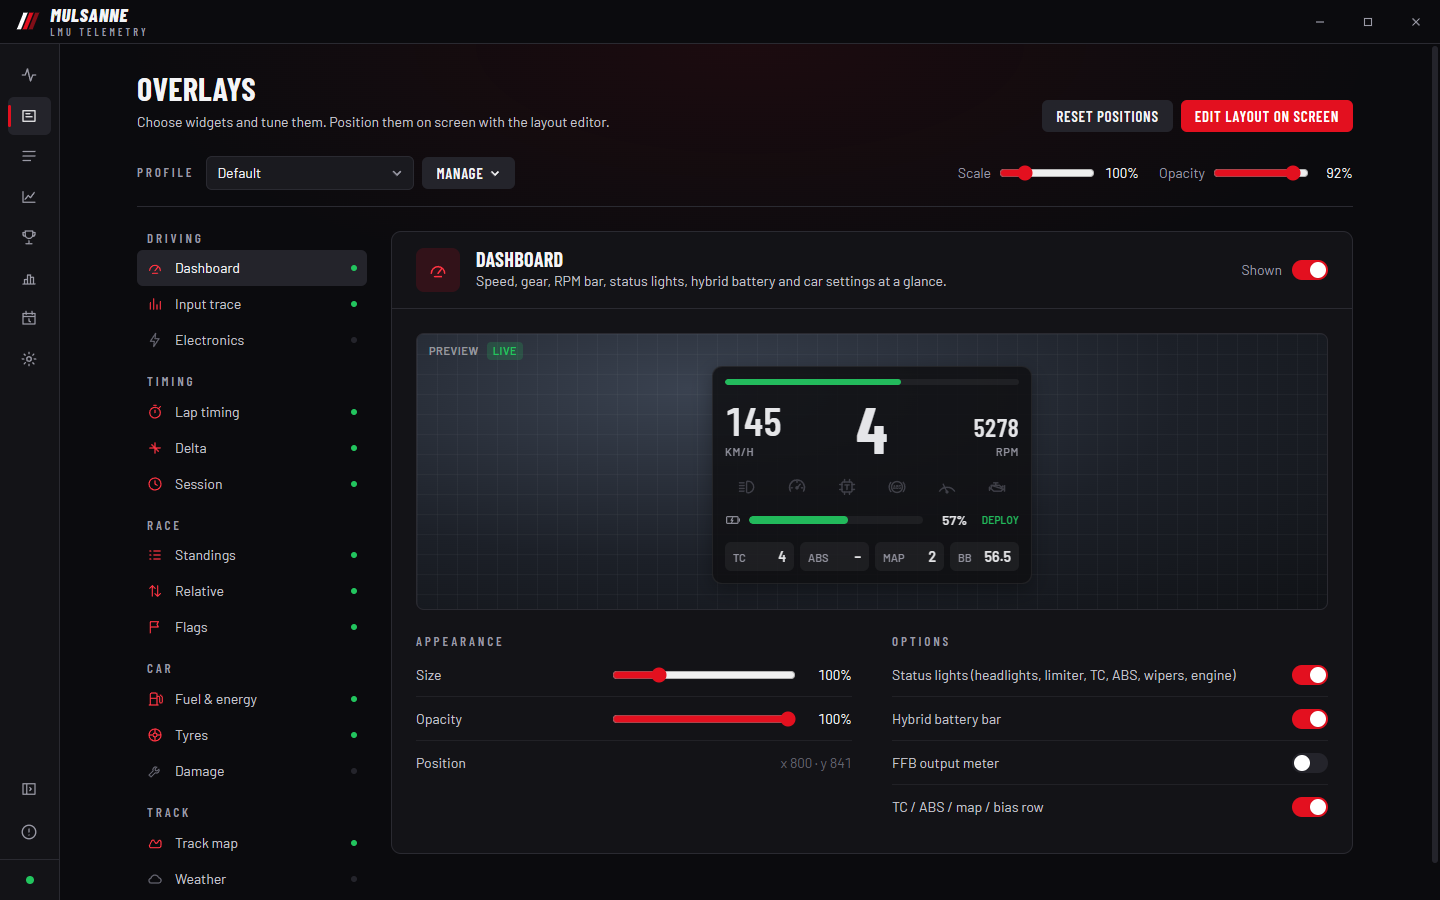 MULSANNE
LMU TELEMETRY
OVERLAYS
Choose widgets and tune them. Position them on screen with the layout editor.
RESET POSITIONS
EDIT LAYOUT ON SCREEN
PROFILE
Default
MANAGE
Scale
100%
Opacity
92%
DRIVING
Dashboard
Input trace
Electronics
TIMING
Lap timing
Delta
Session
RACE
Standings
Relative
Flags
CAR
Fuel & energy
Tyres
Damage
TRACK
Track map
Weather
DASHBOARD
Speed, gear, RPM bar, status lights, hybrid battery and car settings at a glance.
Shown
PREVIEW
LIVE
145
KM/H
4
5278
RPM
57%
DEPLOY
TC 4
ABS –
MAP 2
BB 56.5
APPEARANCE
Size
100%
Opacity
100%
Position
x 800 · y 841
OPTIONS
Status lights (headlights, limiter, TC, ABS, wipers, engine)
Hybrid battery bar
FFB output meter
TC / ABS / map / bias row